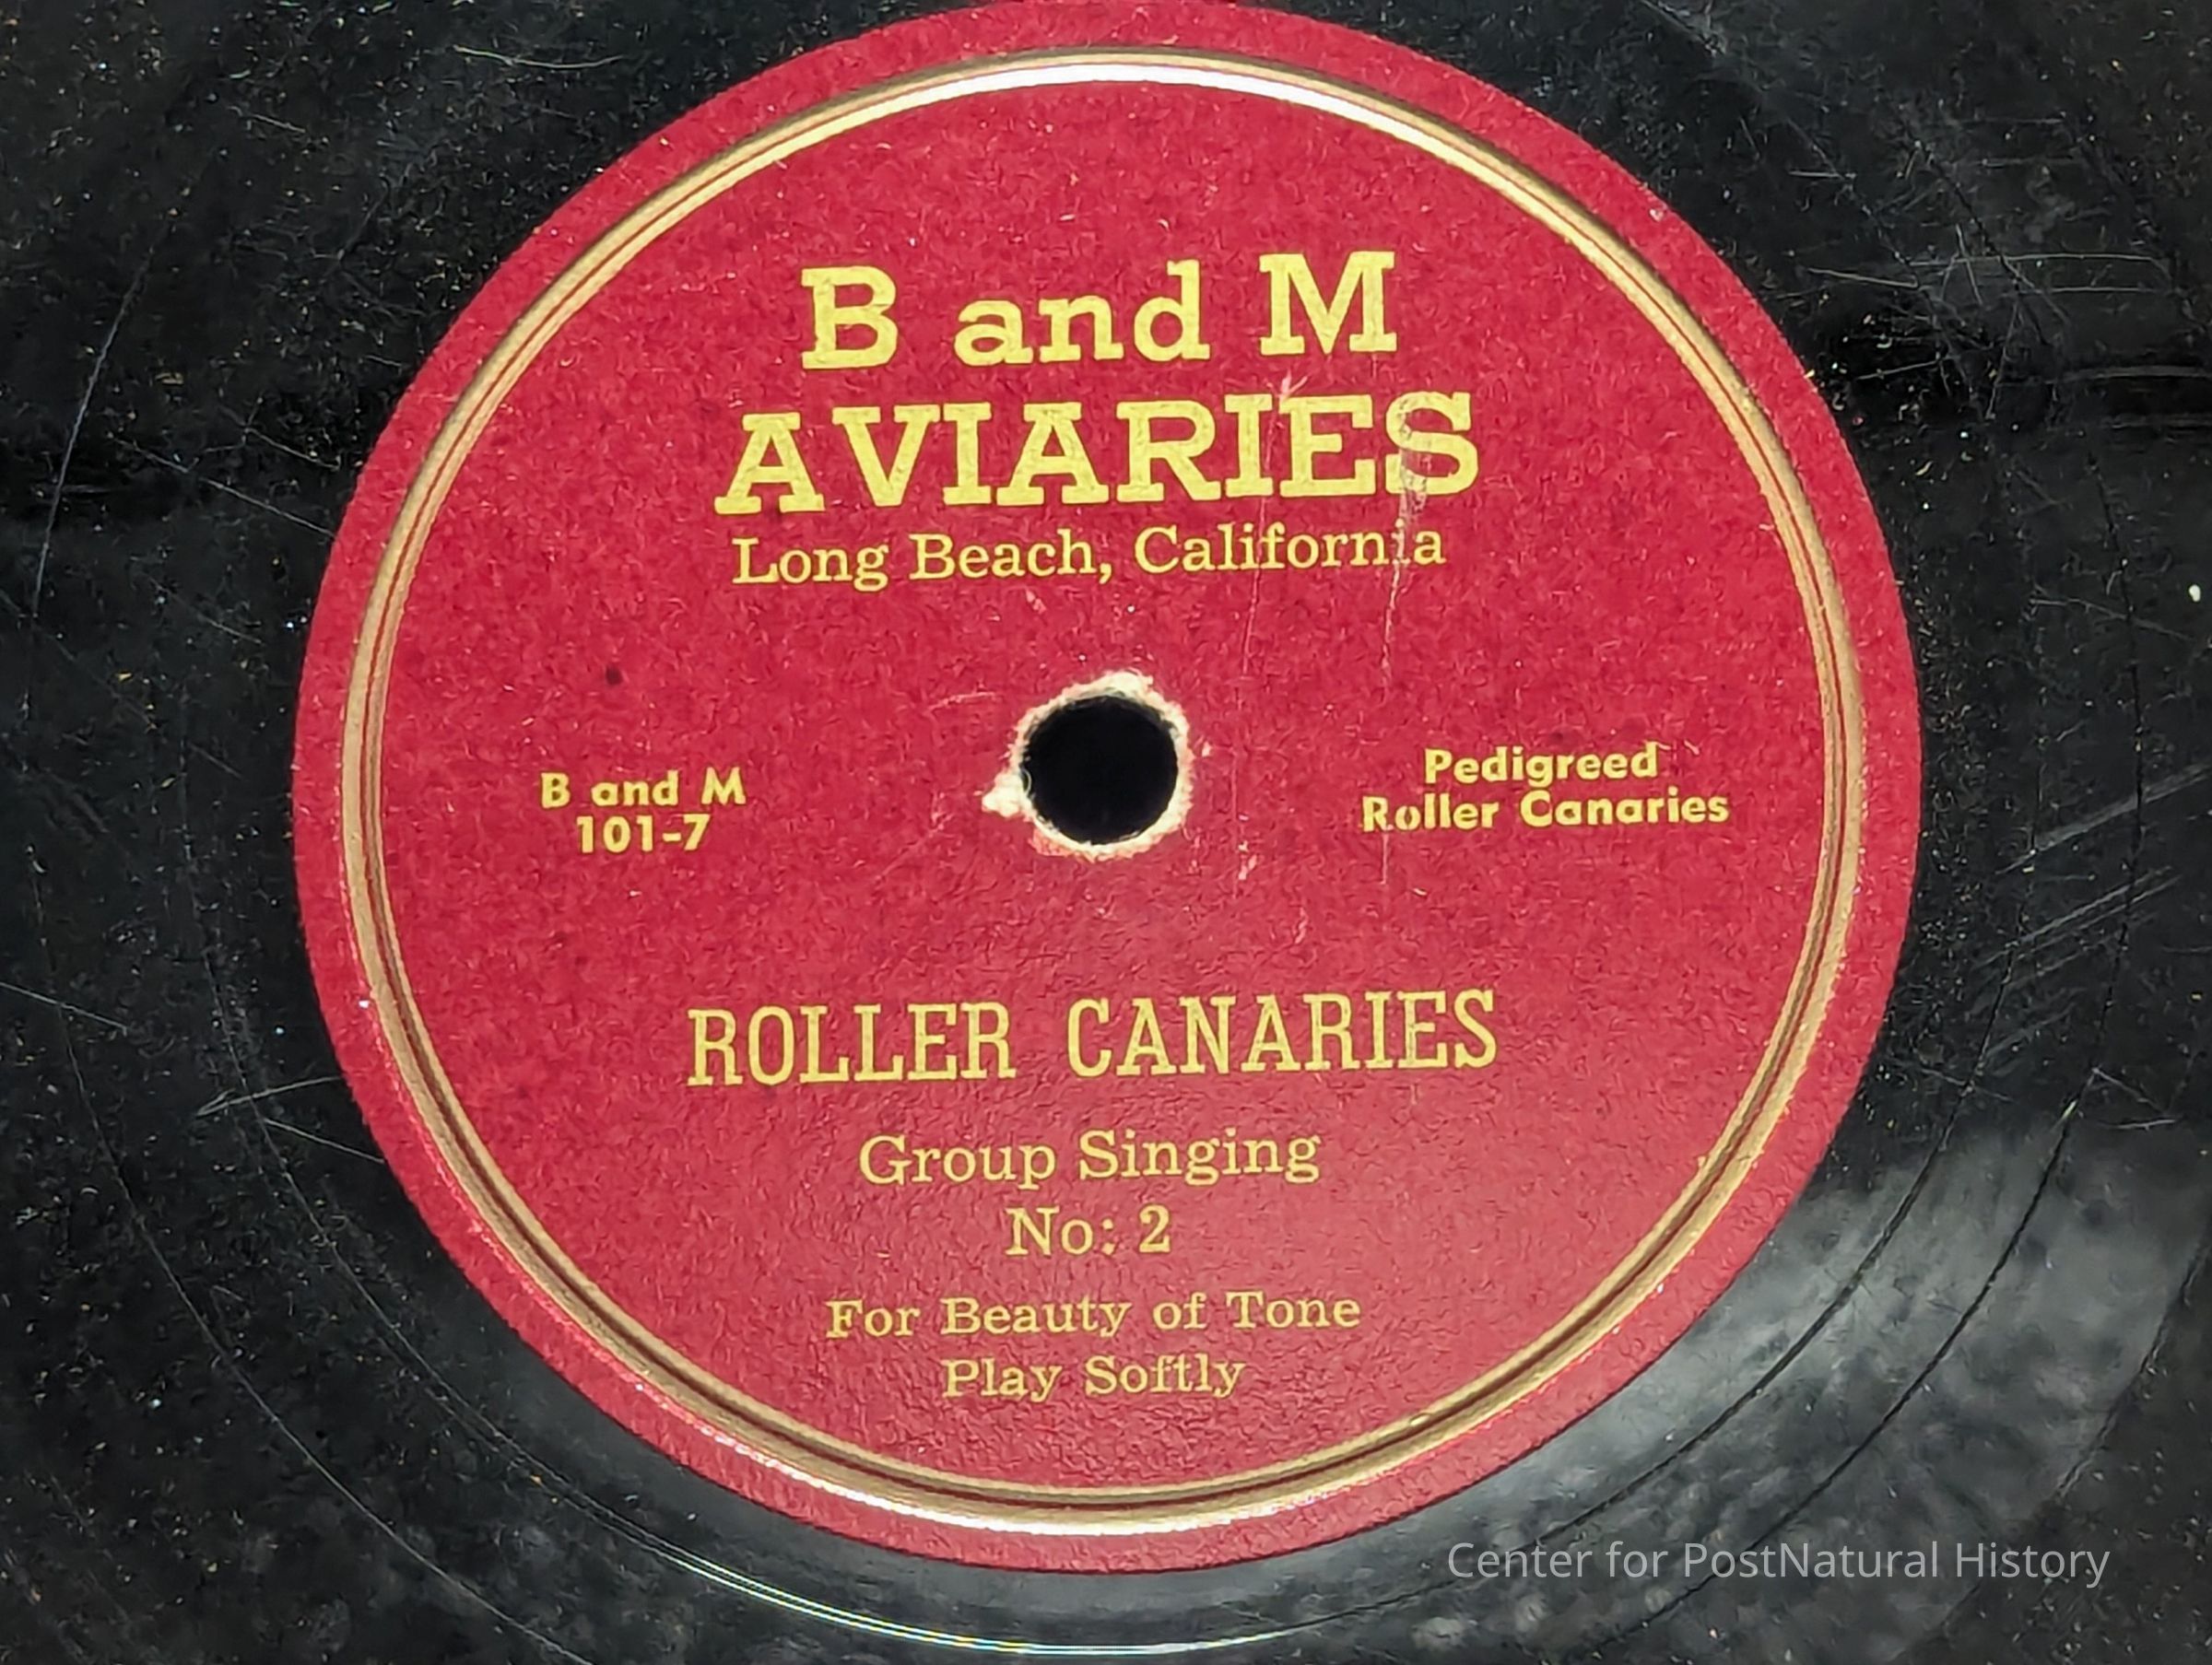 B and M
AVIARIES
Long Beach, California
B and M
101-7
Pedigreed
Roller Canaries
ROLLER CANARIES
Group Singing
No: 2
For Beauty of Tone
Play Softly
Center for PostNatural History